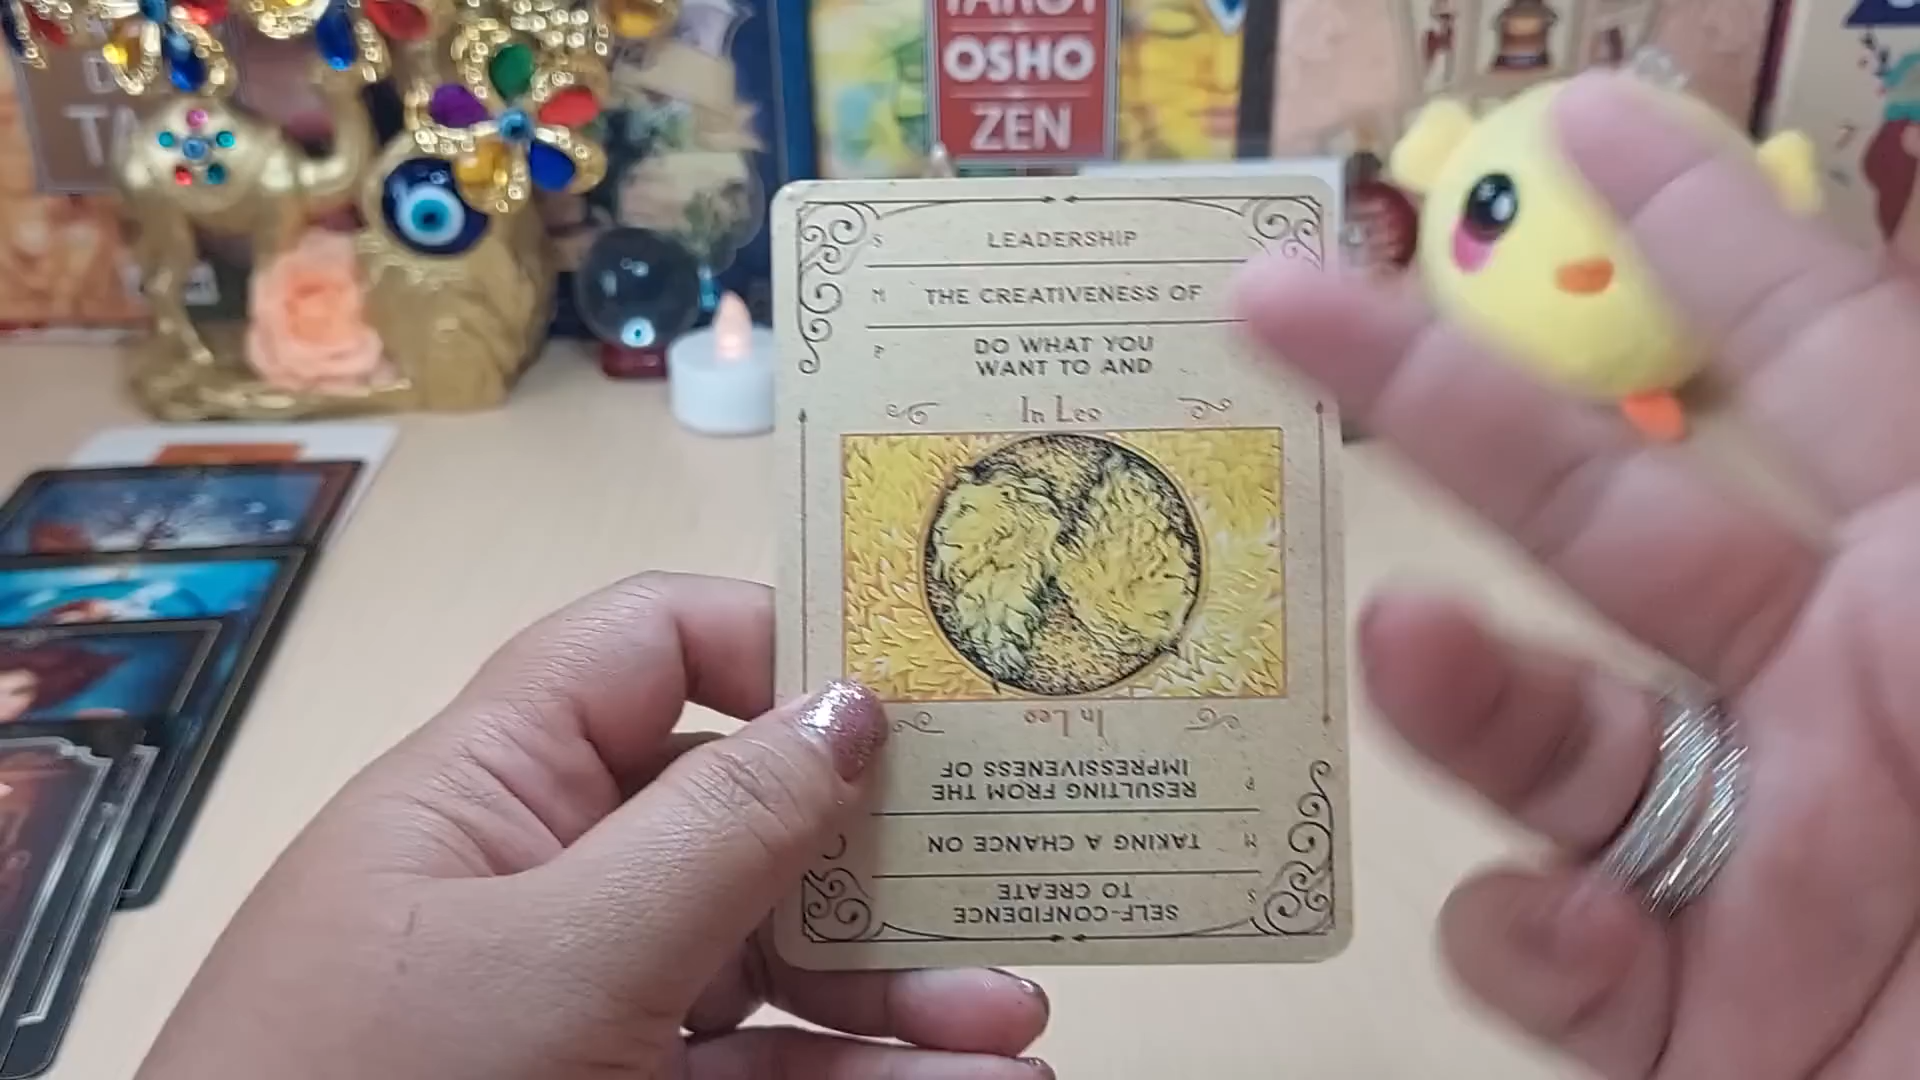 TAROT
OSHO
ZEN
S LEADERSHIP
M THE CREATIVENESS OF
P DO WHAT YOU
WANT TO AND
In Leo
In Leo
P RESULTING FROM THE
IMPRESSIVENESS OF
M TAKING A CHANCE ON
S SELF-CONFIDENCE
TO CREATE